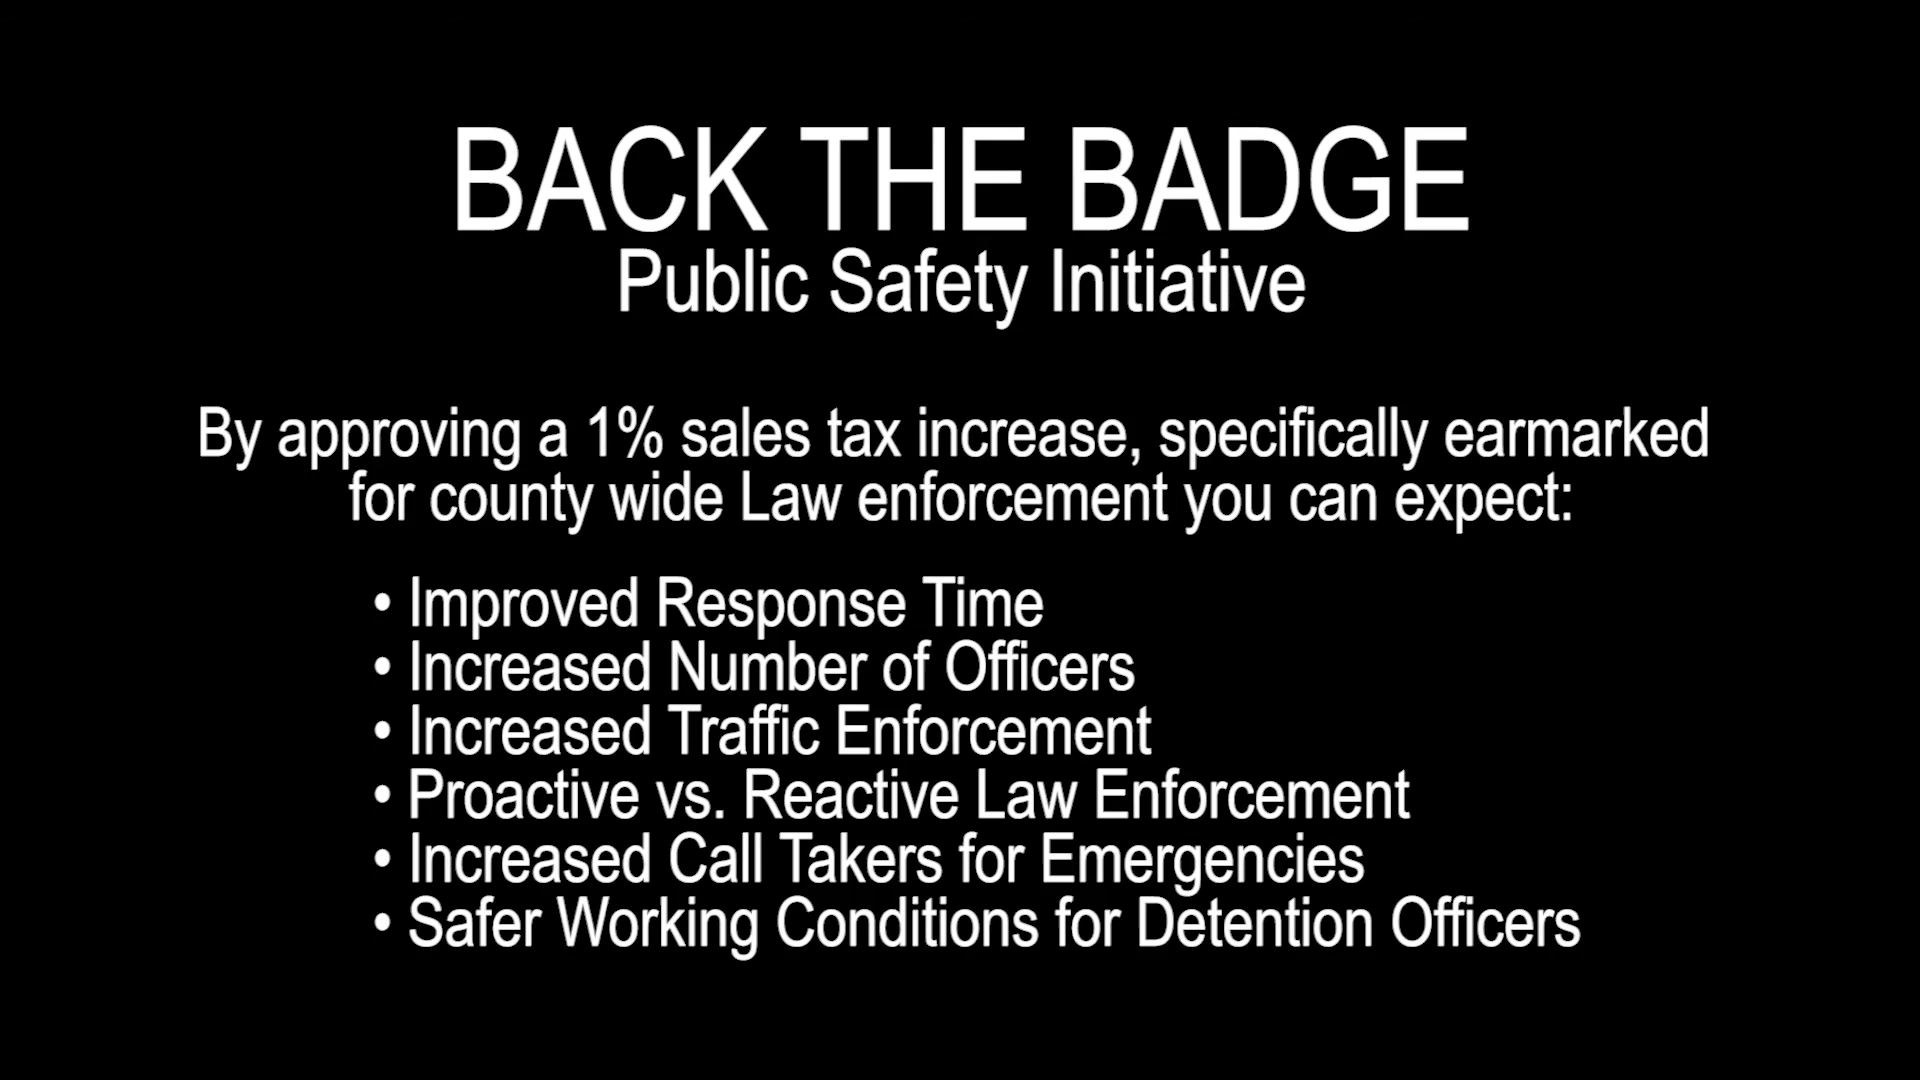 BACK THE BADGE
Public Safety Initiative
By approving a 1% sales tax increase, specifically earmarked
for county wide Law enforcement you can expect:
• Improved Response Time
• Increased Number of Officers
• Increased Traffic Enforcement
• Proactive vs. Reactive Law Enforcement
• Increased Call Takers for Emergencies
• Safer Working Conditions for Detention Officers